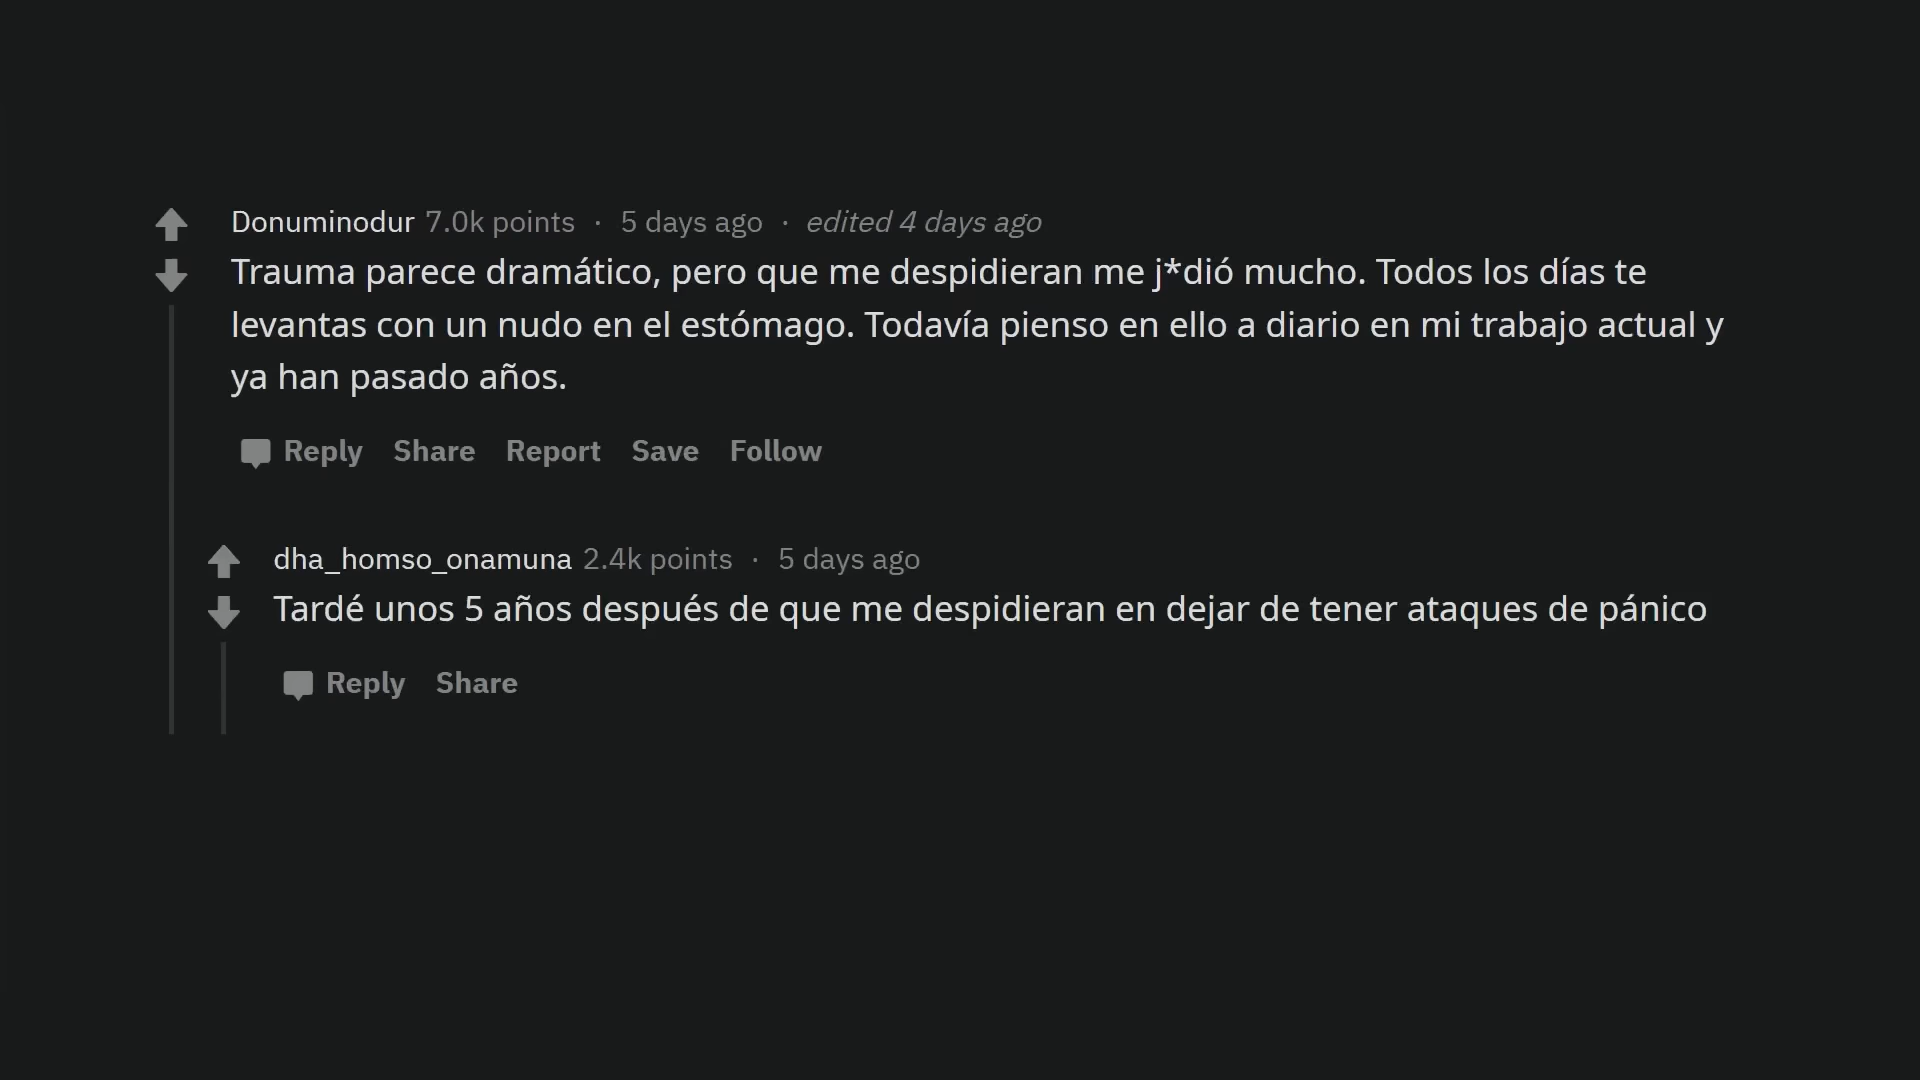 Donuminodur 7.0k points · 5 days ago · edited 4 days ago
Trauma parece dramático, pero que me despidieran me j*dió mucho. Todos los días te
levantas con un nudo en el estómago. Todavía pienso en ello a diario en mi trabajo actual y
ya han pasado años.
Reply Share Report Save Follow
dha_homso_onamuna 2.4k points · 5 days ago
Tardé unos 5 años después de que me despidieran en dejar de tener ataques de pánico
Reply Share